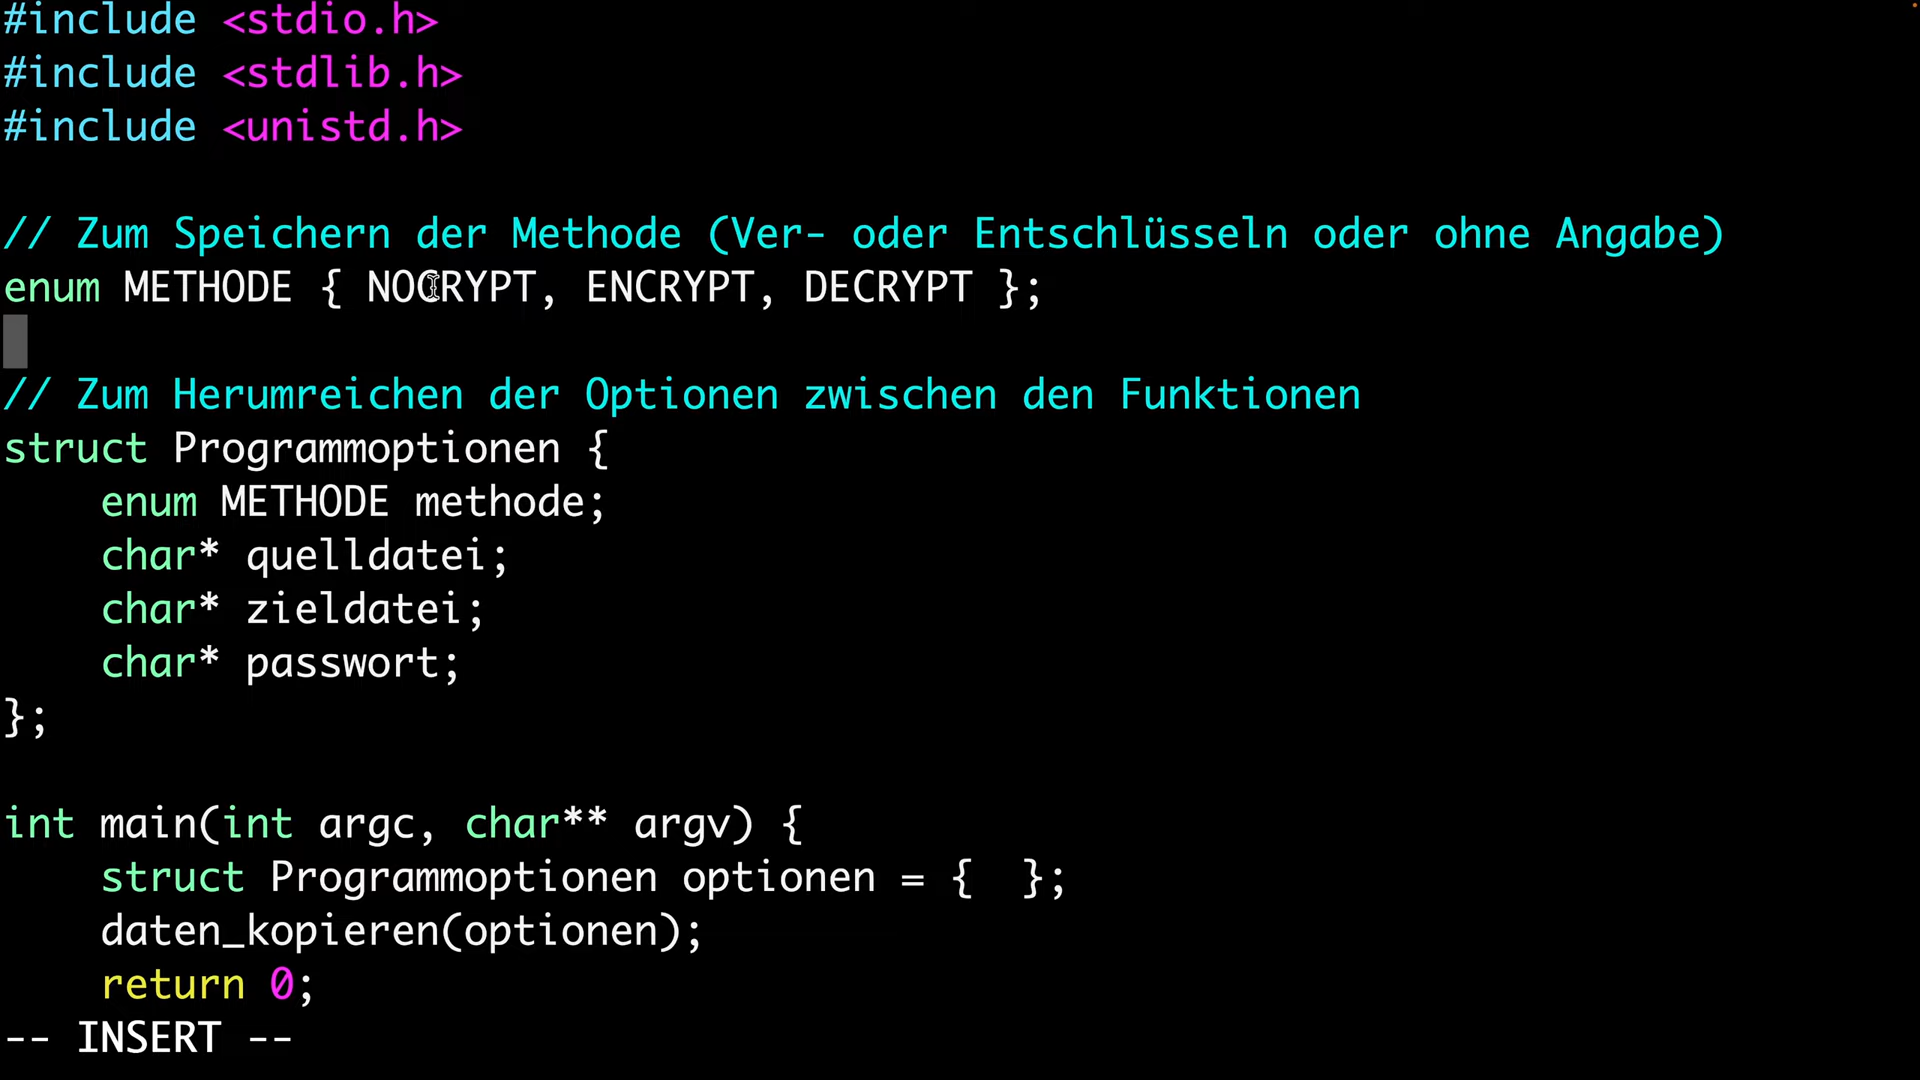 #include <stdio.h>
#include <stdlib.h>
#include <unistd.h>
// Zum Speichern der Methode (Ver- oder Entschlüsseln oder ohne Angabe)
enum METHODE { NOCRYPT, ENCRYPT, DECRYPT };
// Zum Herumreichen der Optionen zwischen den Funktionen
struct Programmoptionen {
    enum METHODE methode;
    char* quelldatei;
    char* zieldatei;
    char* passwort;
};
int main(int argc, char** argv) {
    struct Programmoptionen optionen = {  };
    daten_kopieren(optionen);
    return 0;
-- INSERT --